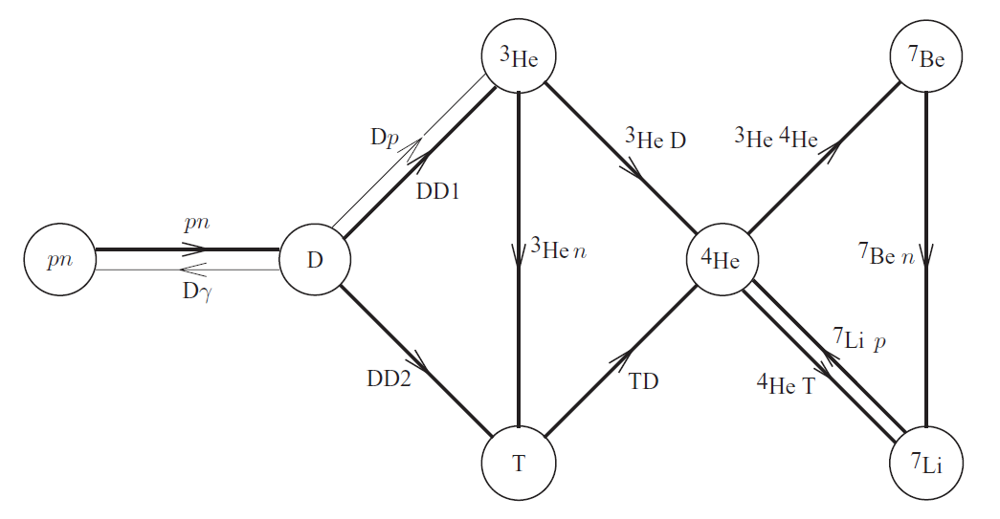 ³He
⁷Be
Dp
³He D
³He ⁴He
DD1
pn
pn
D
³He n
⁴He
⁷Be n
Dγ
⁷Li p
DD2
TD
⁴He T
T
⁷Li